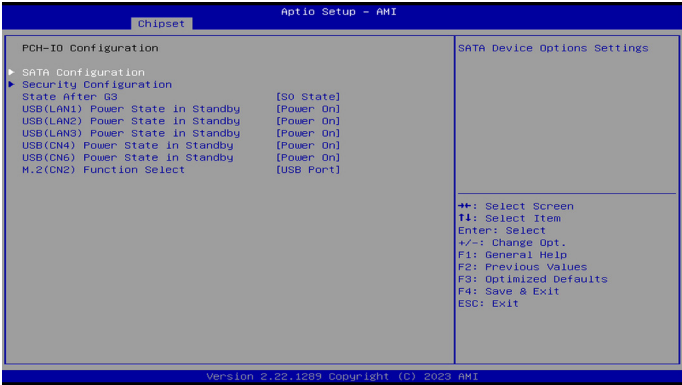 Aptio Setup – AMI
Chipset
PCH-IO Configuration
SATA Configuration
Security Configuration
State After G3 [S0 State]
USB(LAN1) Power State in Standby [Power On]
USB(LAN2) Power State in Standby [Power On]
USB(LAN3) Power State in Standby [Power On]
USB(CN4) Power State in Standby [Power On]
USB(CN6) Power State in Standby [Power On]
M.2(CN2) Function Select [USB Port]
SATA Device Options Settings
→←: Select Screen
↑↓: Select Item
Enter: Select
+/-: Change Opt.
F1: General Help
F2: Previous Values
F3: Optimized Defaults
F4: Save & Exit
ESC: Exit
Version 2.22.1289 Copyright (C) 2023 AMI